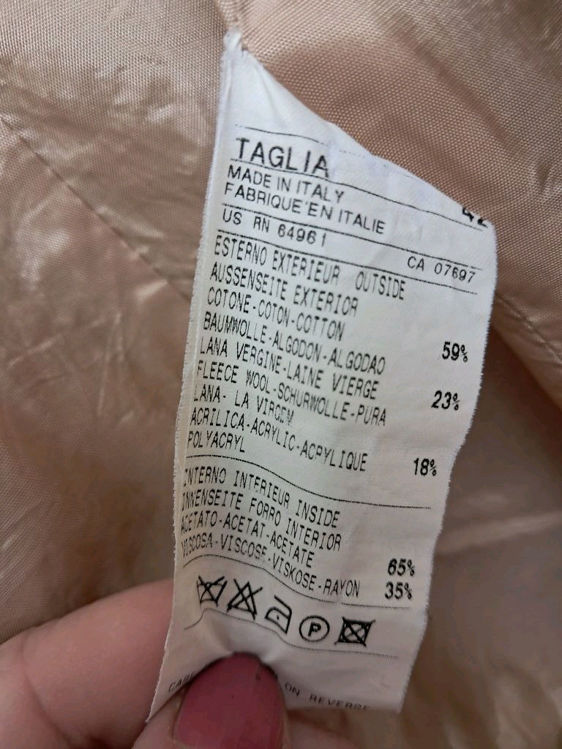 TAGLIA 42
MADE IN ITALY
FABRIQUE'EN ITALIE
US RN 64961 CA 07697
ESTERNO EXTERIEUR OUTSIDE
AUSSENSEITE EXTERIOR
COTONE-COTON-COTTON
BAUMWOLLE-ALGODON-ALGODAO 59%
LANA VERGINE-LAINE VIERGE
FLEECE WOOL-SCHURWOLLE-PURA 23%
LANA- LA VIRGEM
ACRILICA-ACRYLIC-ACRYLIQUE 18%
POLYACRYL
INTERNO INTERIEUR INSIDE
INNENSEITE FORRO INTERIOR
ACETATO-ACETAT-ACETATE 65%
VISCOSA-VISCOSE-VISKOSE-RAYON 35%
P
ON REVERSE